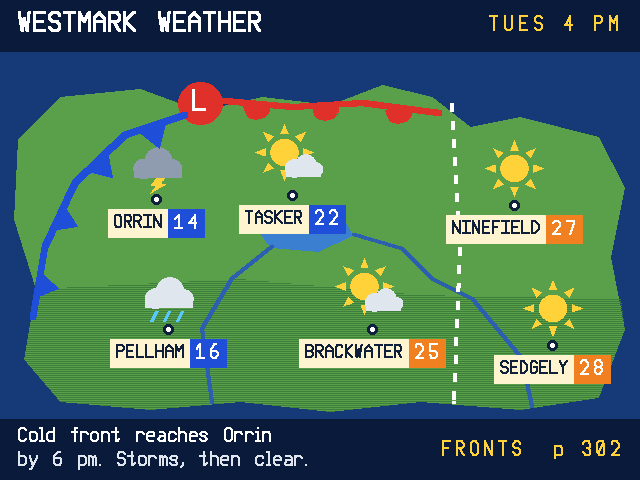 WESTMARK WEATHER
TUES 4 PM
L
ORRIN 14
TASKER 22
NINEFIELD 27
PELLHAM 16
BRACKWATER 25
SEDGELY 28
Cold front reaches Orrin
by 6 pm. Storms, then clear.
FRONTS p 302